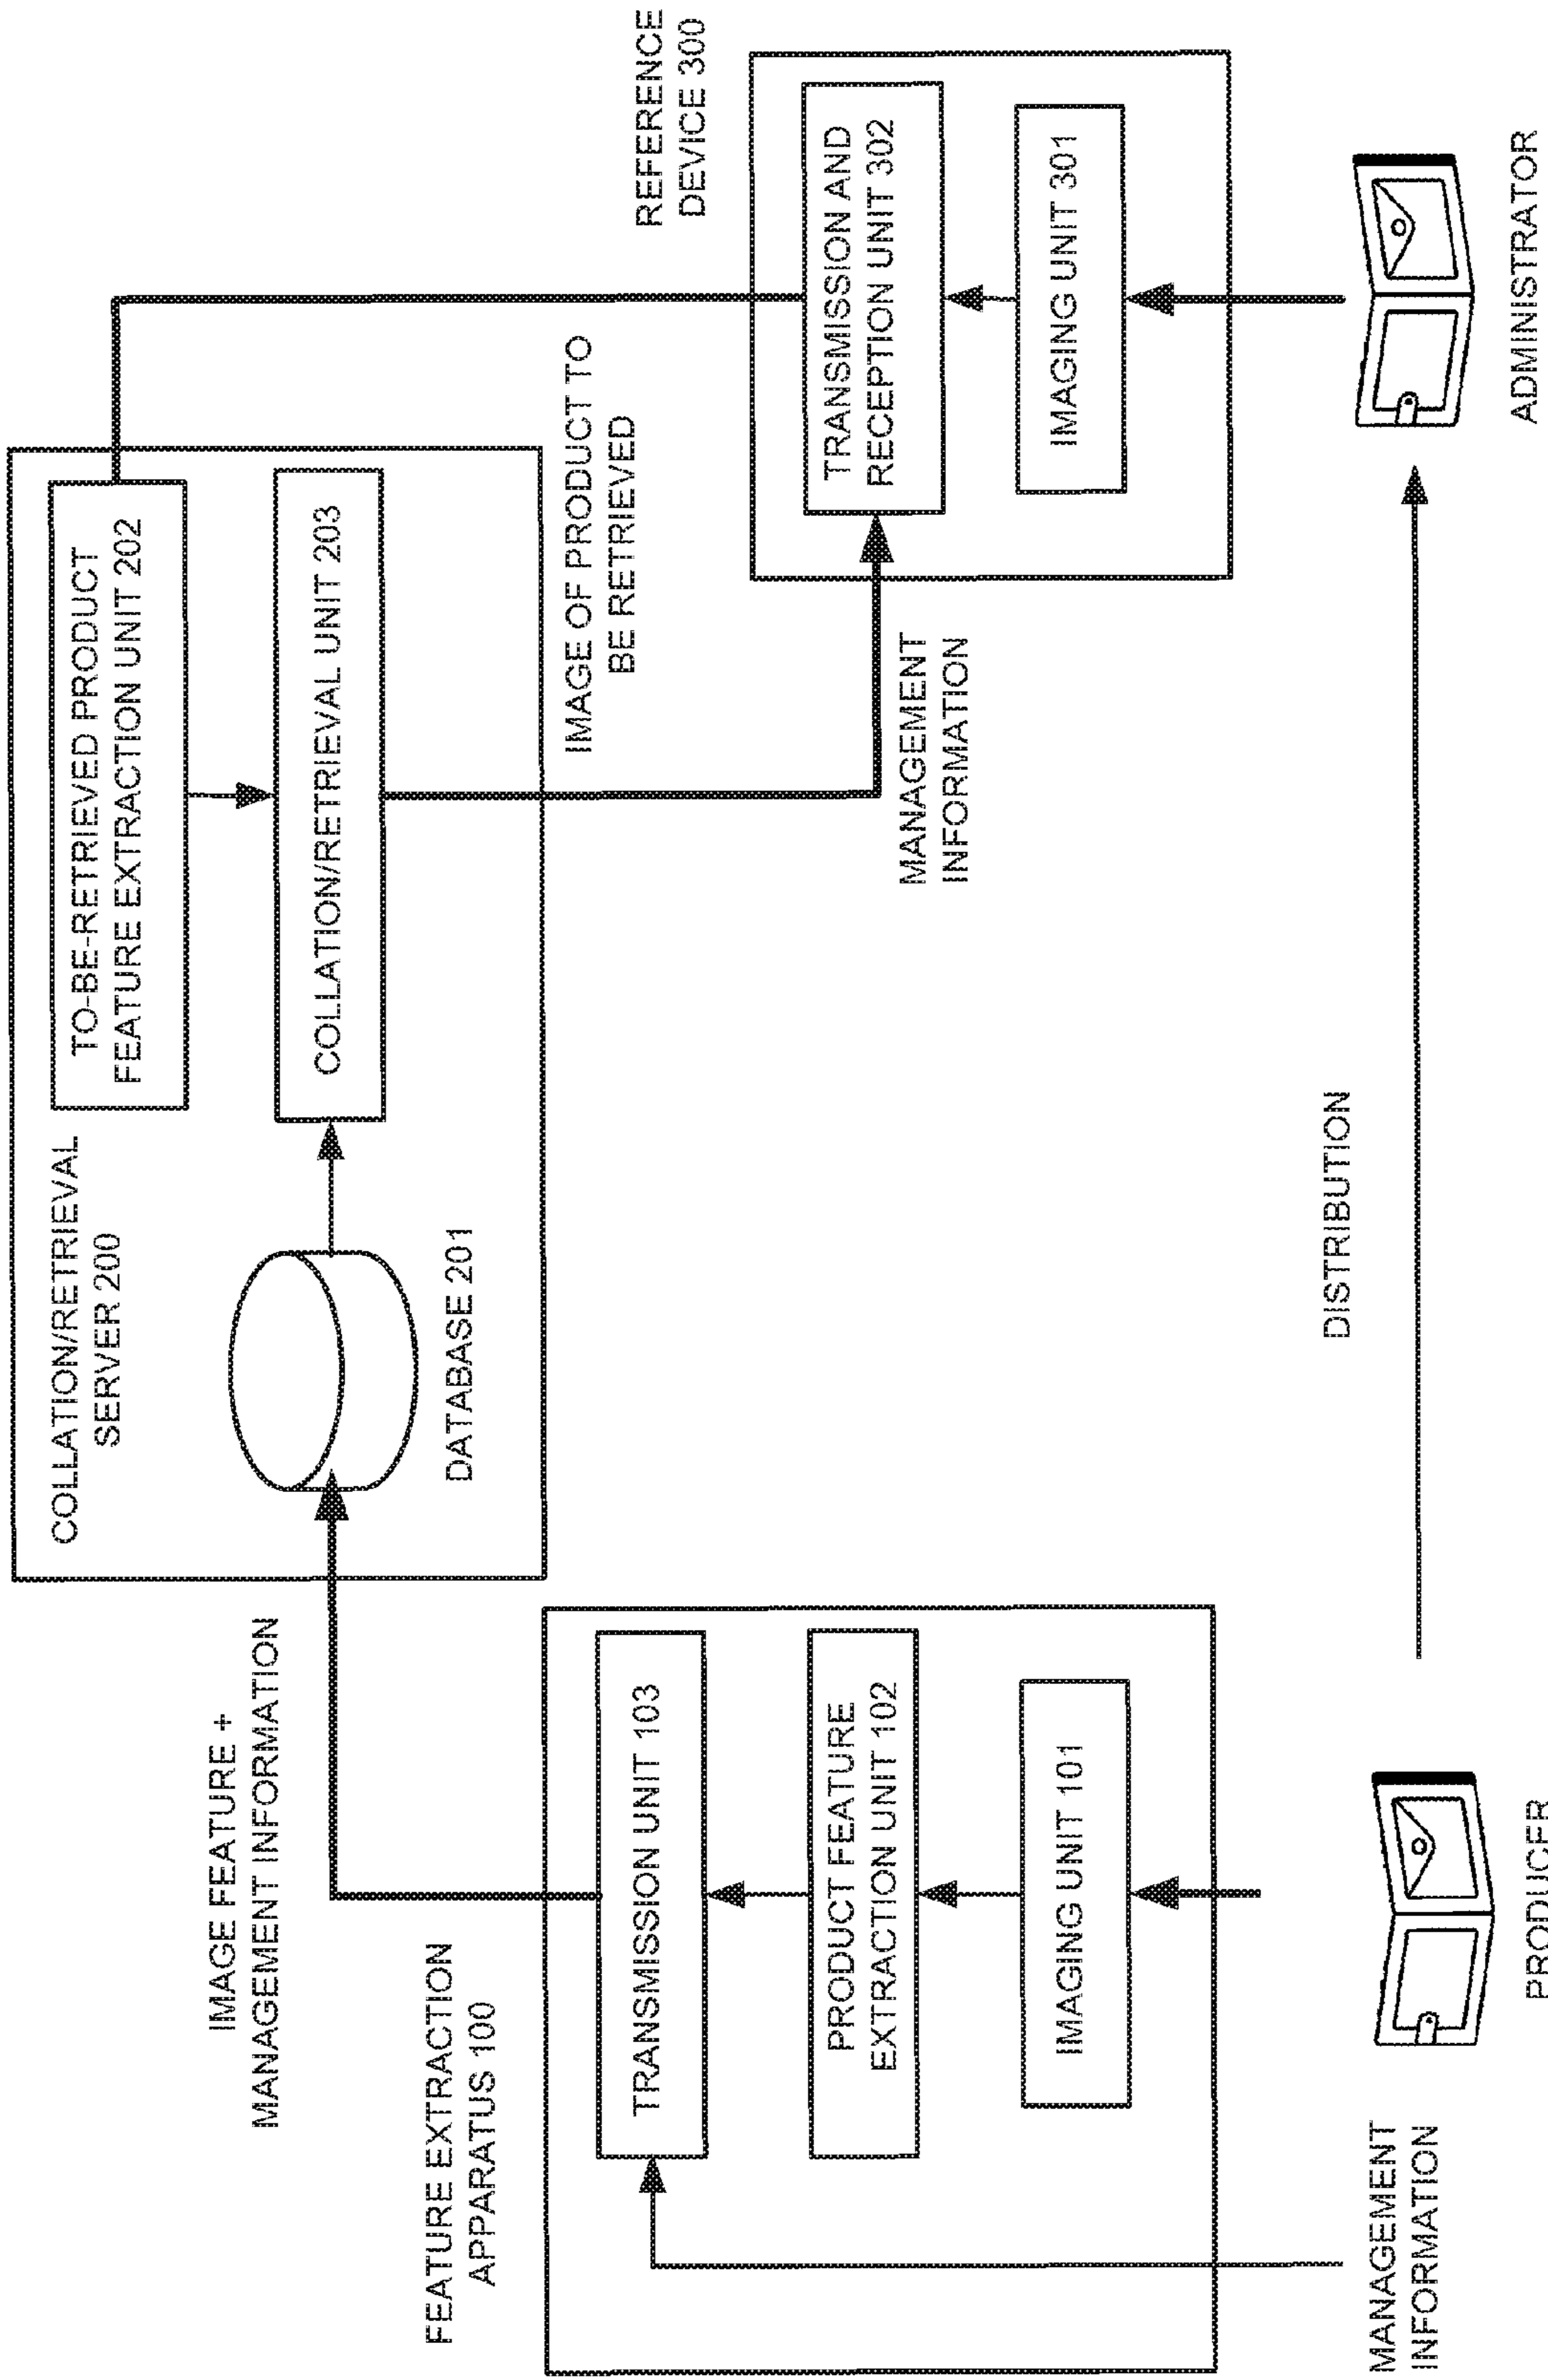 COLLATION/RETRIEVAL
SERVER 200
TO-BE-RETRIEVED PRODUCT
FEATURE EXTRACTION UNIT 202
COLLATION/RETRIEVAL UNIT 203
DATABASE 201
IMAGE FEATURE +
MANAGEMENT INFORMATION
FEATURE EXTRACTION
APPARATUS 100
TRANSMISSION UNIT 103
PRODUCT FEATURE
EXTRACTION UNIT 102
IMAGING UNIT 101
IMAGE OF PRODUCT TO
BE RETRIEVED
REFERENCE
DEVICE 300
TRANSMISSION AND
RECEPTION UNIT 302
IMAGING UNIT 301
MANAGEMENT
INFORMATION
DISTRIBUTION
MANAGEMENT
INFORMATION
PRODUCER
ADMINISTRATOR